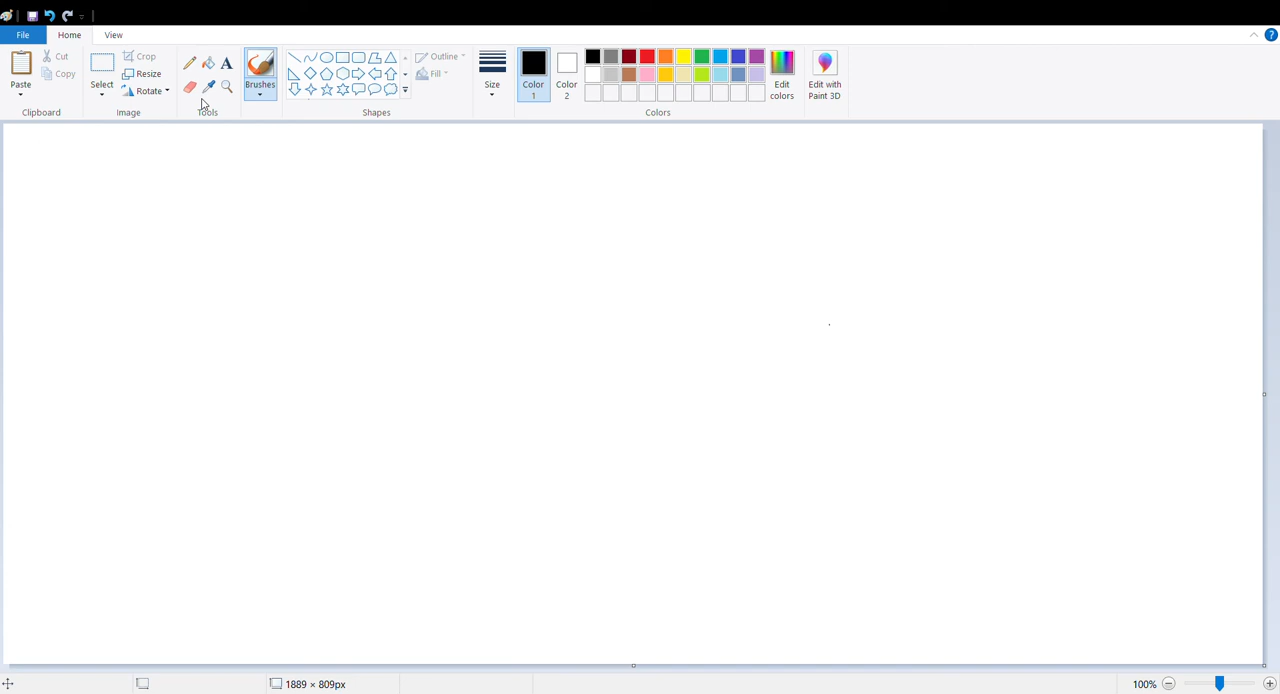 File Home View
Paste Cut Copy
Select Crop Resize Rotate
A
Brushes
Outline Fill
Size
Color 1 Color 2
Edit colors
Edit with Paint 3D
Clipboard Image Tools Shapes Colors
1889 × 809px 100%